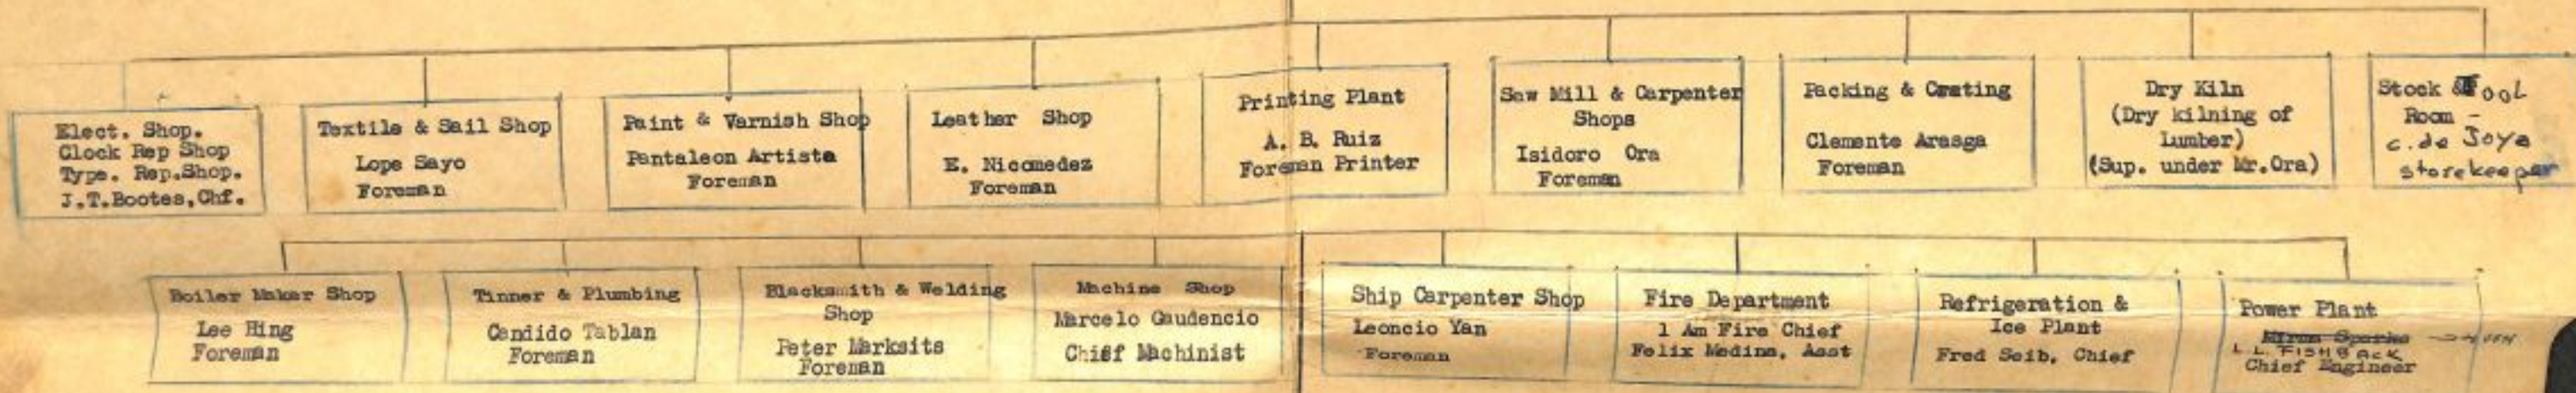 Elect. Shop.
Clock Rep Shop
Type. Rep.Shop.
J.T.Bootes,Chf.
Textile & Sail Shop
Lope Sayo
Foreman
Paint & Varnish Shop
Pantaleon Artista
Foreman
Leather Shop
E. Nicomedez
Foreman
Printing Plant
A. B. Ruiz
Foreman Printer
Saw Mill & Carpenter
Shops
Isidoro Ora
Foreman
Packing & Crating
Clemente Arasga
Foreman
Dry Kiln
(Dry kilning of
Lumber)
(Sup. under Mr.Ora)
Stock & Tool
Room -
C. de Joya
storekeeper
Boiler Maker Shop
Lee Hing
Foreman
Tinner & Plumbing
Candido Tablan
Foreman
Blacksmith & Welding
Shop
Peter Marksits
Foreman
Machine Shop
Marcelo Gaudencio
Chief Machinist
Ship Carpenter Shop
Leoncio Yan
Foreman
Fire Department
1 Am Fire Chief
Felix Medina, Asst
Refrigeration &
Ice Plant
Fred Seib, Chief
Power Plant
Sparks
L. L. FISHBACK
Chief Engineer